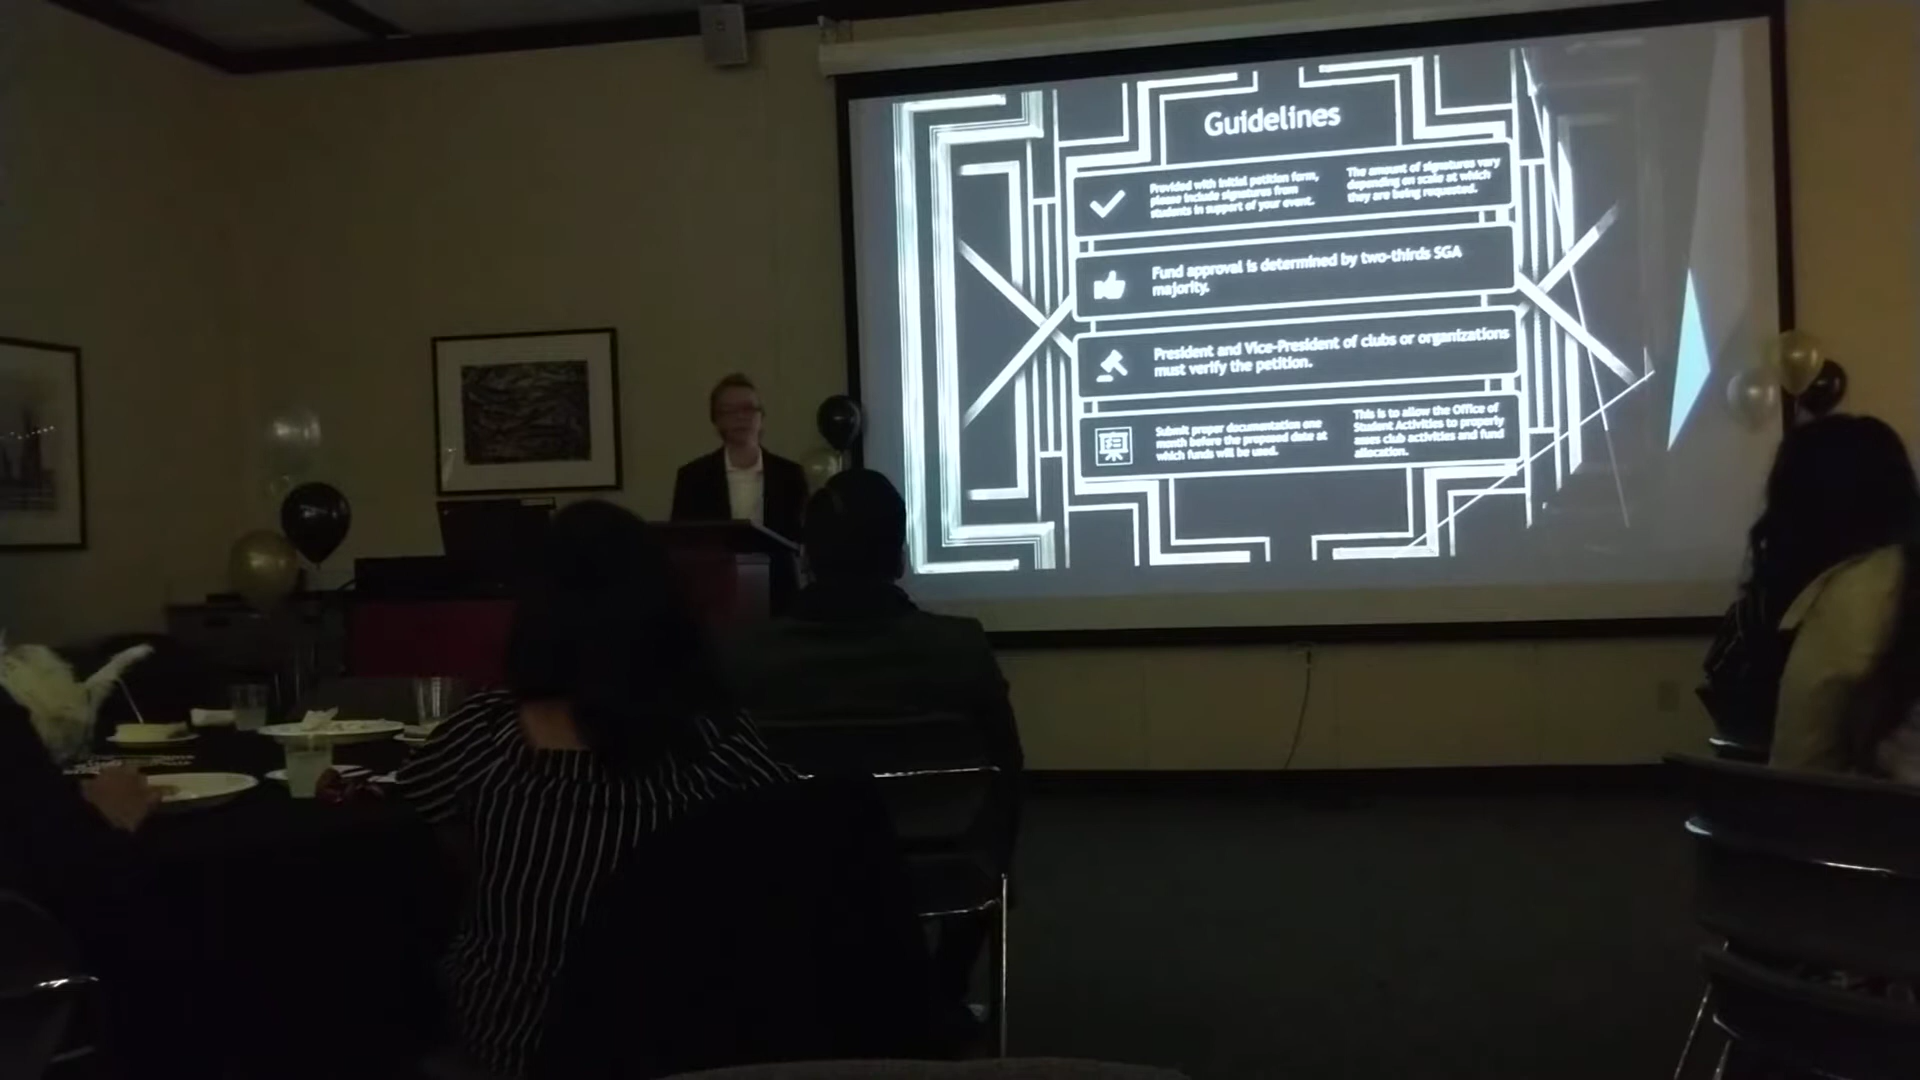 Guidelines
Provided with initial petition form,
please include signatures from
students in support of your event.
The amount of signatures vary
depending on scale at which
they are being requested.
Fund approval is determined by two-thirds SGA
majority.
President and Vice-President of clubs or organizations
must verify the petition.
Submit proper documentation one
month before the proposed date at
which funds will be used.
This is to allow the Office of
Student Activities to properly
asses club activities and fund
allocation.